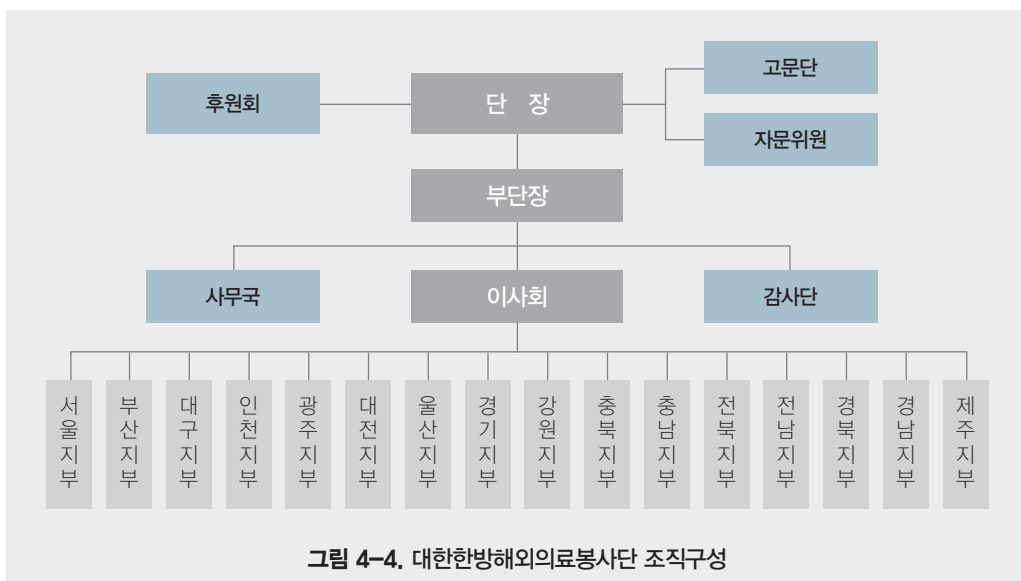 고문단
후원회
단 장
자문위원
부단장
사무국
이사회
감사단
서울지부
부산지부
대구지부
인천지부
광주지부
대전지부
울산지부
경기지부
강원지부
충북지부
충남지부
전북지부
전남지부
경북지부
경남지부
제주지부
그림 4-4. 대한한방해외의료봉사단 조직구성